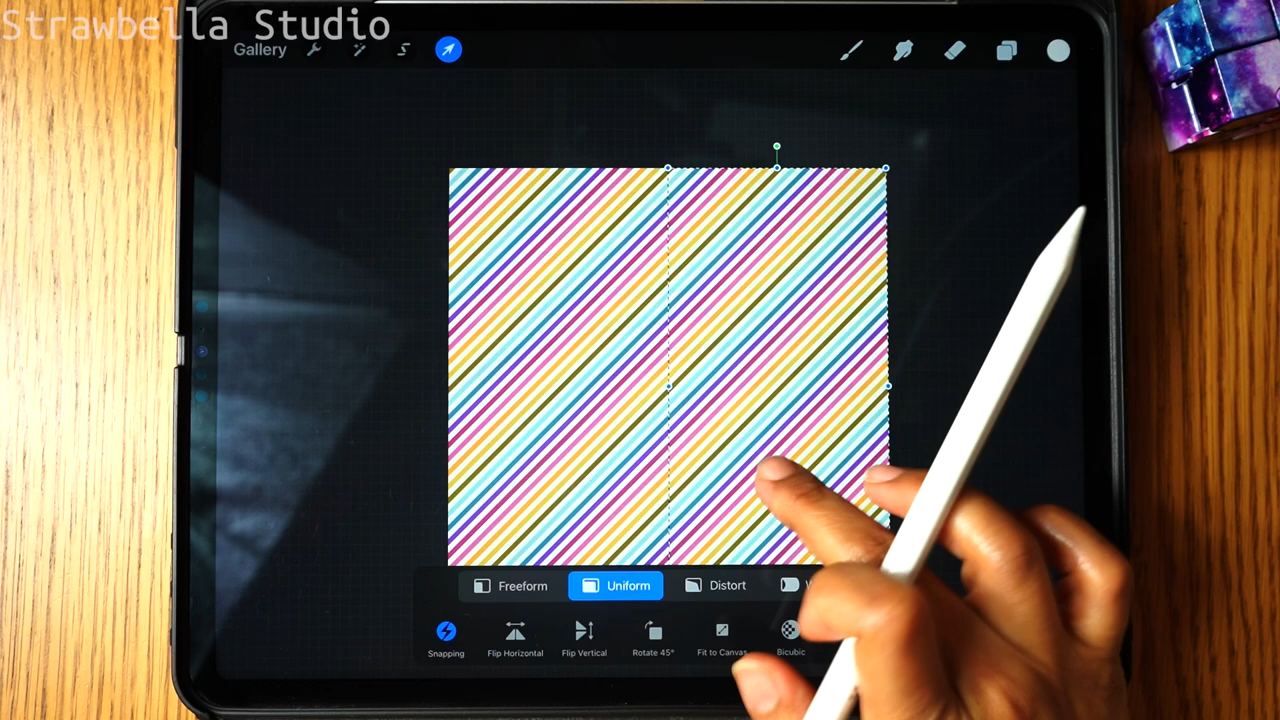 Strawbella Studio
Gallery
Freeform Uniform Distort
Snapping Flip Horizontal Flip Vertical Rotate 45° Fit to Canvas Bicubic